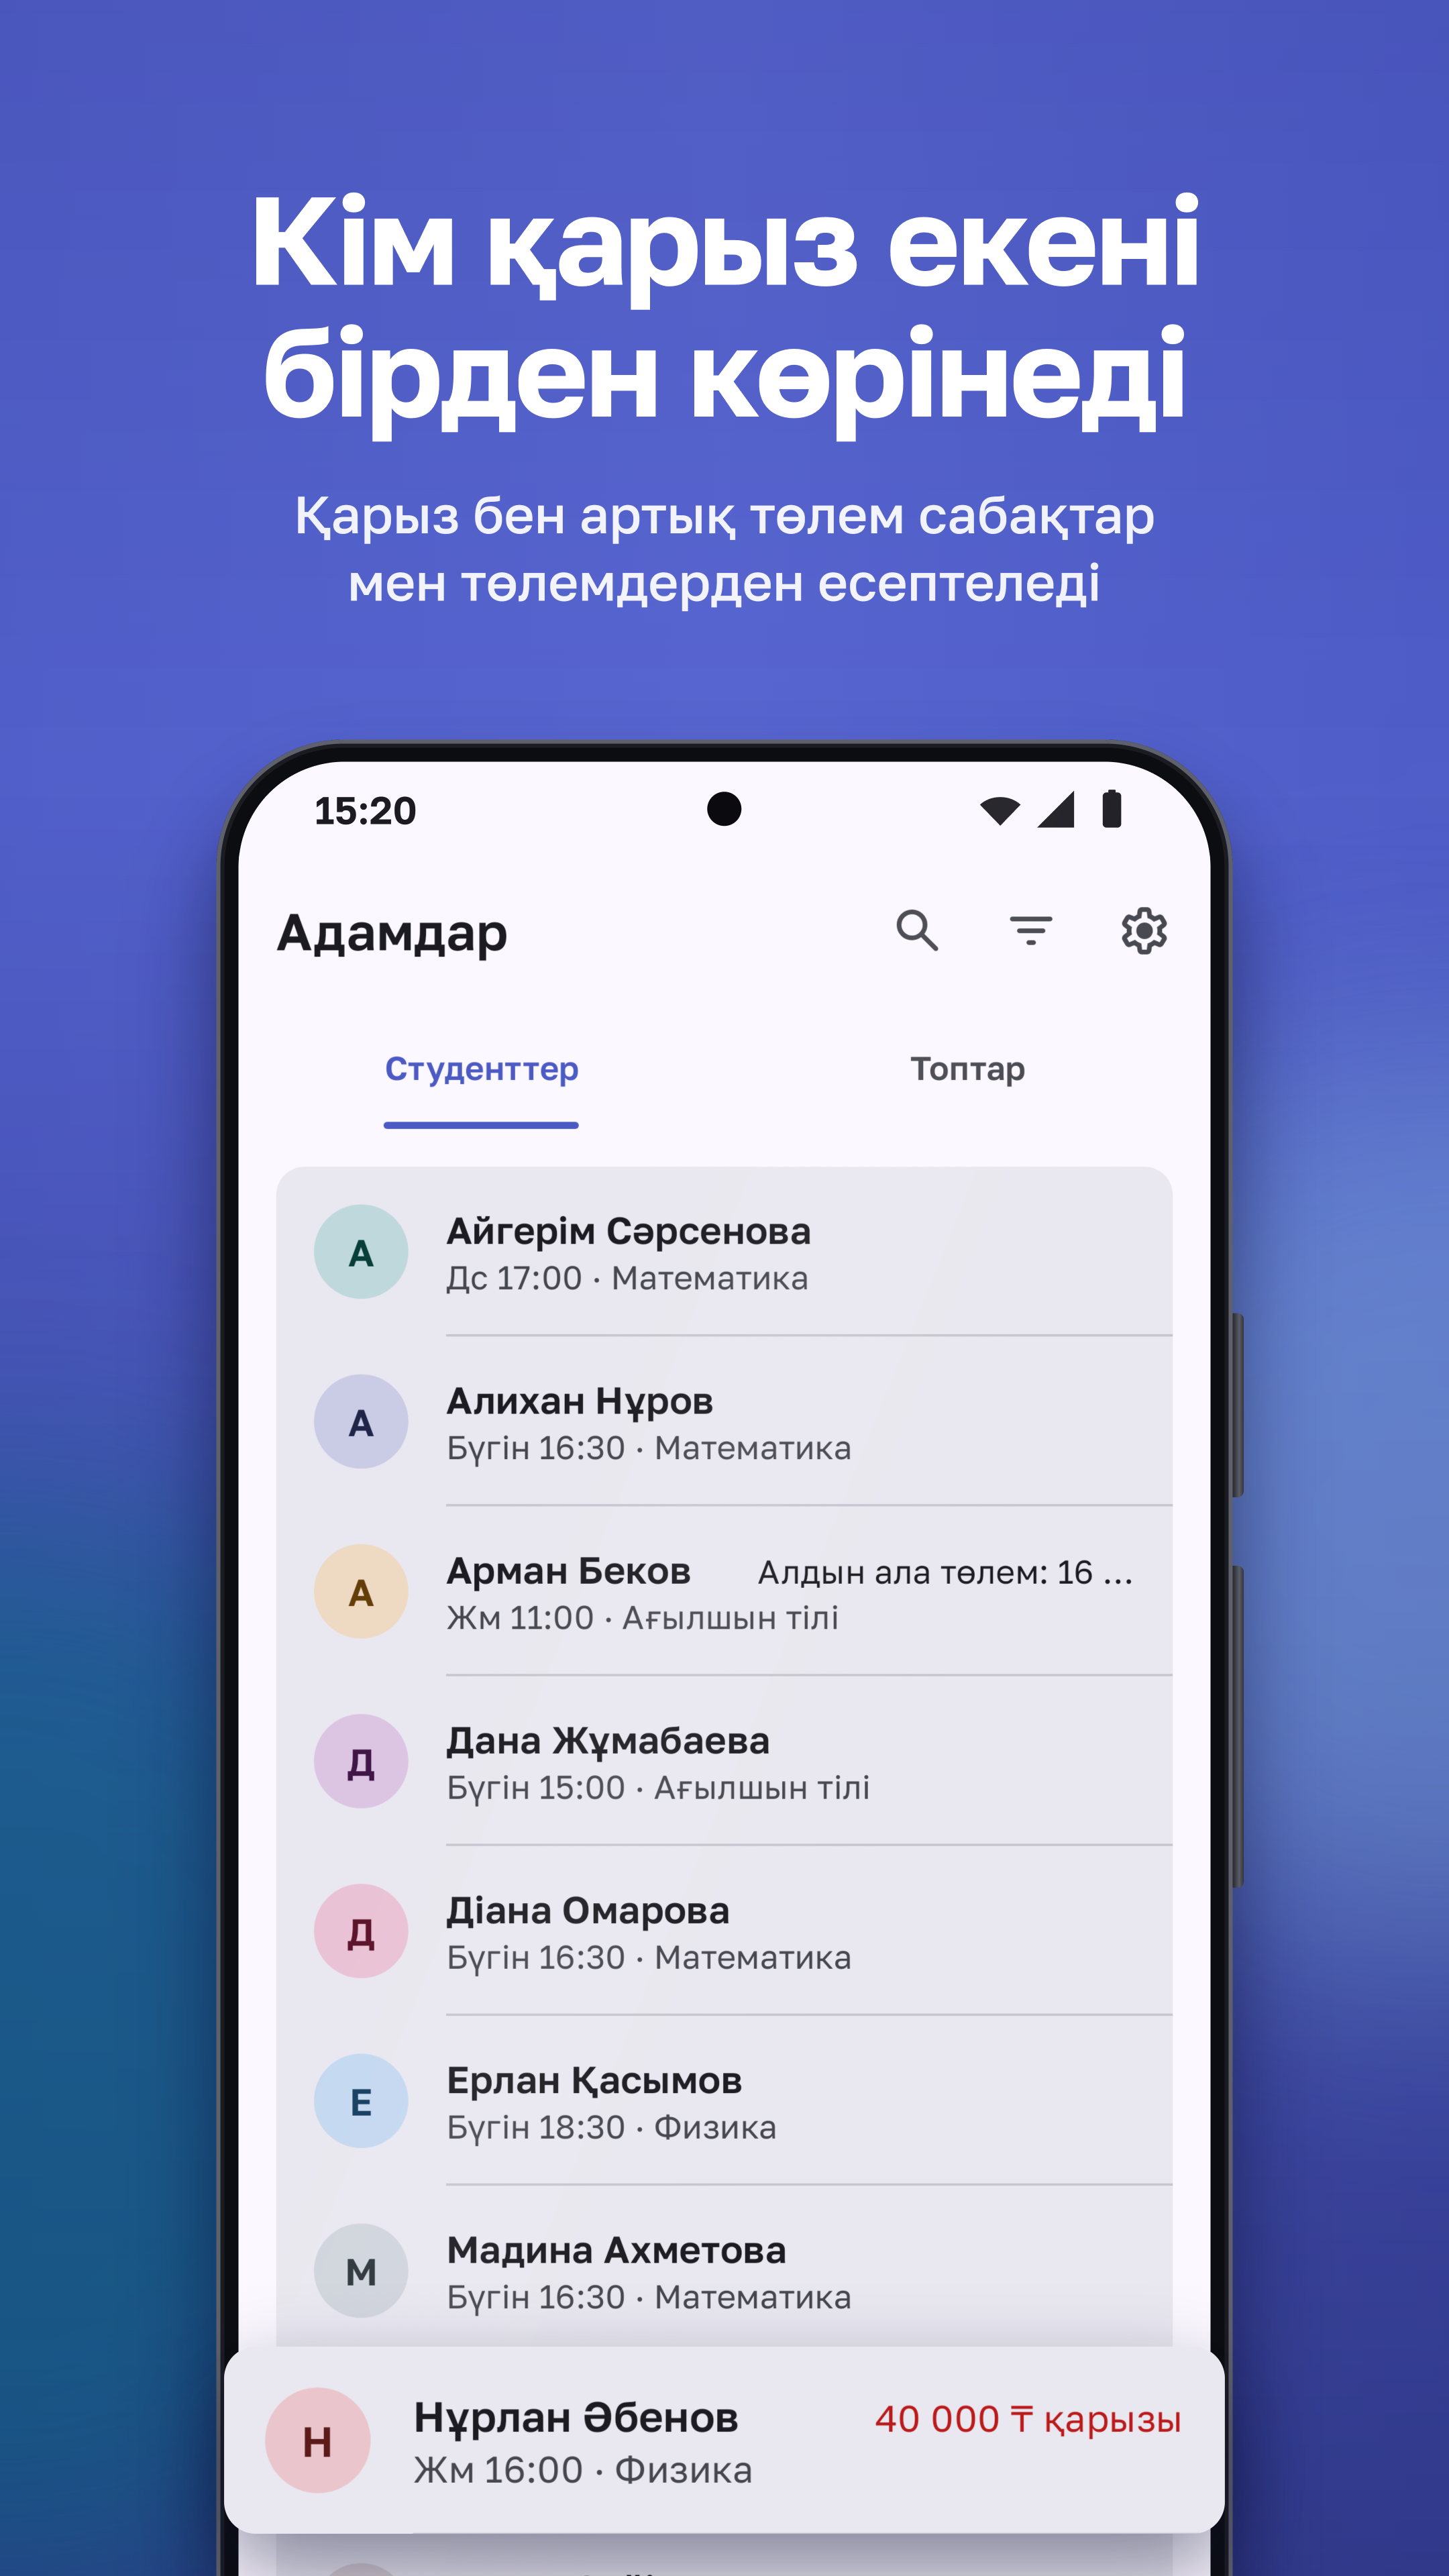 Кім қарыз екені
бірден көрінеді
Қарыз бен артық төлем сабақтар
мен төлемдерден есептеледі
15:20
Адамдар
Студенттер
Топтар
А
Айгерім Сәрсенова
Дс 17:00 · Математика
А
Алихан Нұров
Бүгін 16:30 · Математика
А
Арман Беков
Алдын ала төлем: 16 ...
Жм 11:00 · Ағылшын тілі
Д
Дана Жұмабаева
Бүгін 15:00 · Ағылшын тілі
Д
Діана Омарова
Бүгін 16:30 · Математика
Е
Ерлан Қасымов
Бүгін 18:30 · Физика
М
Мадина Ахметова
Бүгін 16:30 · Математика
Н
Нұрлан Әбенов
40 000 ₸ қарызы
Жм 16:00 · Физика